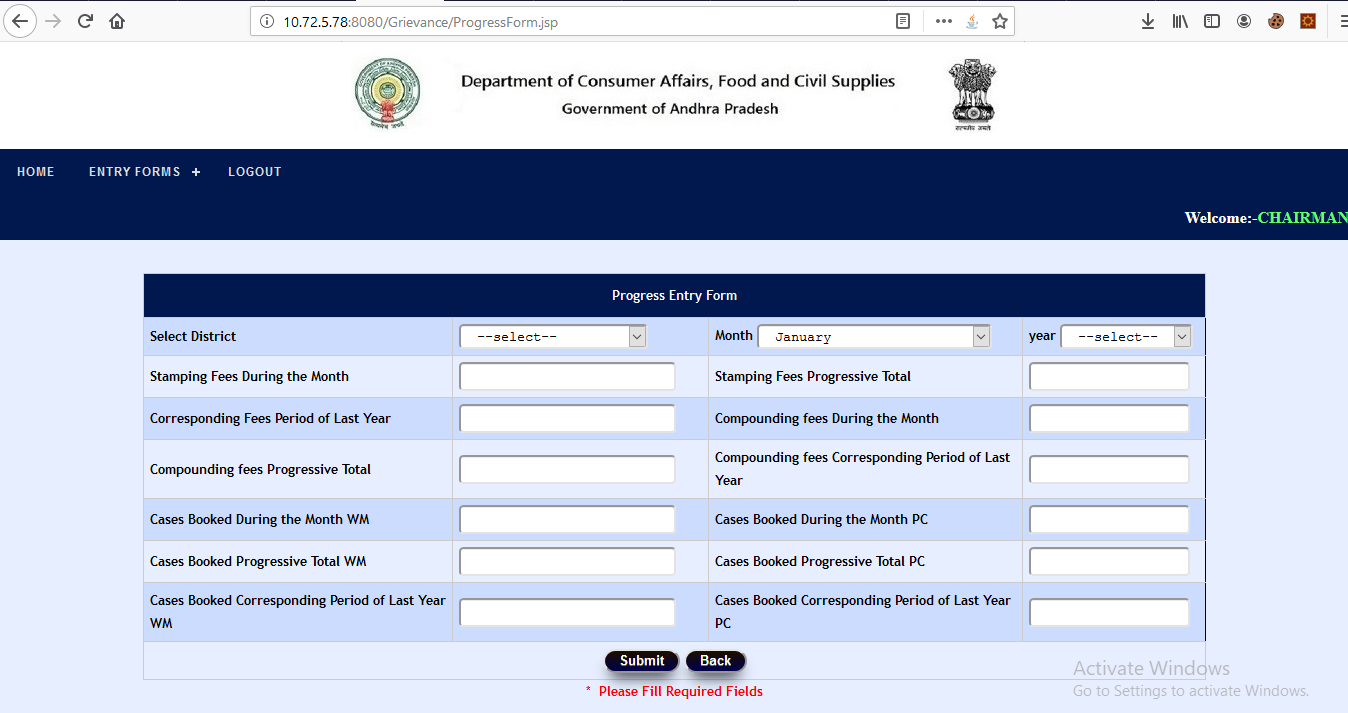 10.72.5.78:8080/Grievance/ProgressForm.jsp
Department of Consumer Affairs, Food and Civil Supplies
Government of Andhra Pradesh
सत्यमेव जयते
HOME ENTRY FORMS + LOGOUT
Welcome:-CHAIRMAN
Progress Entry Form
Select District --select-- Month January year --select--
Stamping Fees During the Month Stamping Fees Progressive Total
Corresponding Fees Period of Last Year Compounding fees During the Month
Compounding fees Progressive Total Compounding fees Corresponding Period of Last
Year
Cases Booked During the Month WM Cases Booked During the Month PC
Cases Booked Progressive Total WM Cases Booked Progressive Total PC
Cases Booked Corresponding Period of Last Year Cases Booked Corresponding Period of Last Year
WM PC
Submit Back
* Please Fill Required Fields
Activate Windows
Go to Settings to activate Windows.